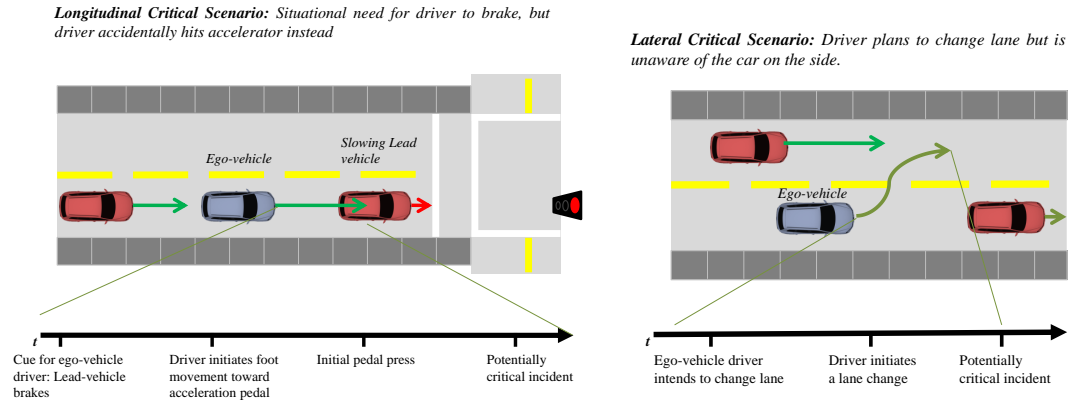 Longitudinal Critical Scenario: Situational need for driver to brake, but
driver accidentally hits accelerator instead
Ego-vehicle
Slowing Lead
vehicle
t
Cue for ego-vehicle
driver: Lead-vehicle
brakes
Driver initiates foot
movement toward
acceleration pedal
Initial pedal press
Potentially
critical incident
Lateral Critical Scenario: Driver plans to change lane but is
unaware of the car on the side.
Ego-vehicle
t
Ego-vehicle driver
intends to change lane
Driver initiates
a lane change
Potentially
critical incident